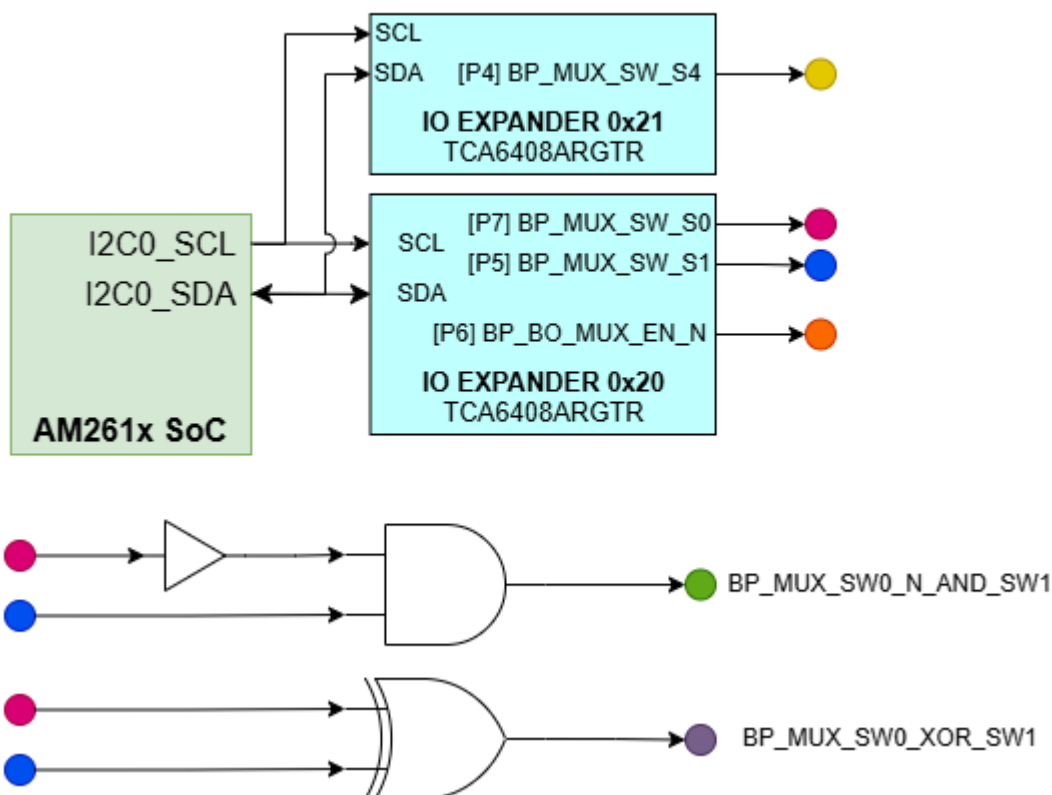 SCL
SDA [P4] BP_MUX_SW_S4
IO EXPANDER 0x21
TCA6408ARGTR
I2C0_SCL
I2C0_SDA
AM261x SoC
[P7] BP_MUX_SW_S0
SCL
[P5] BP_MUX_SW_S1
SDA
[P6] BP_BO_MUX_EN_N
IO EXPANDER 0x20
TCA6408ARGTR
BP_MUX_SW0_N_AND_SW1
BP_MUX_SW0_XOR_SW1